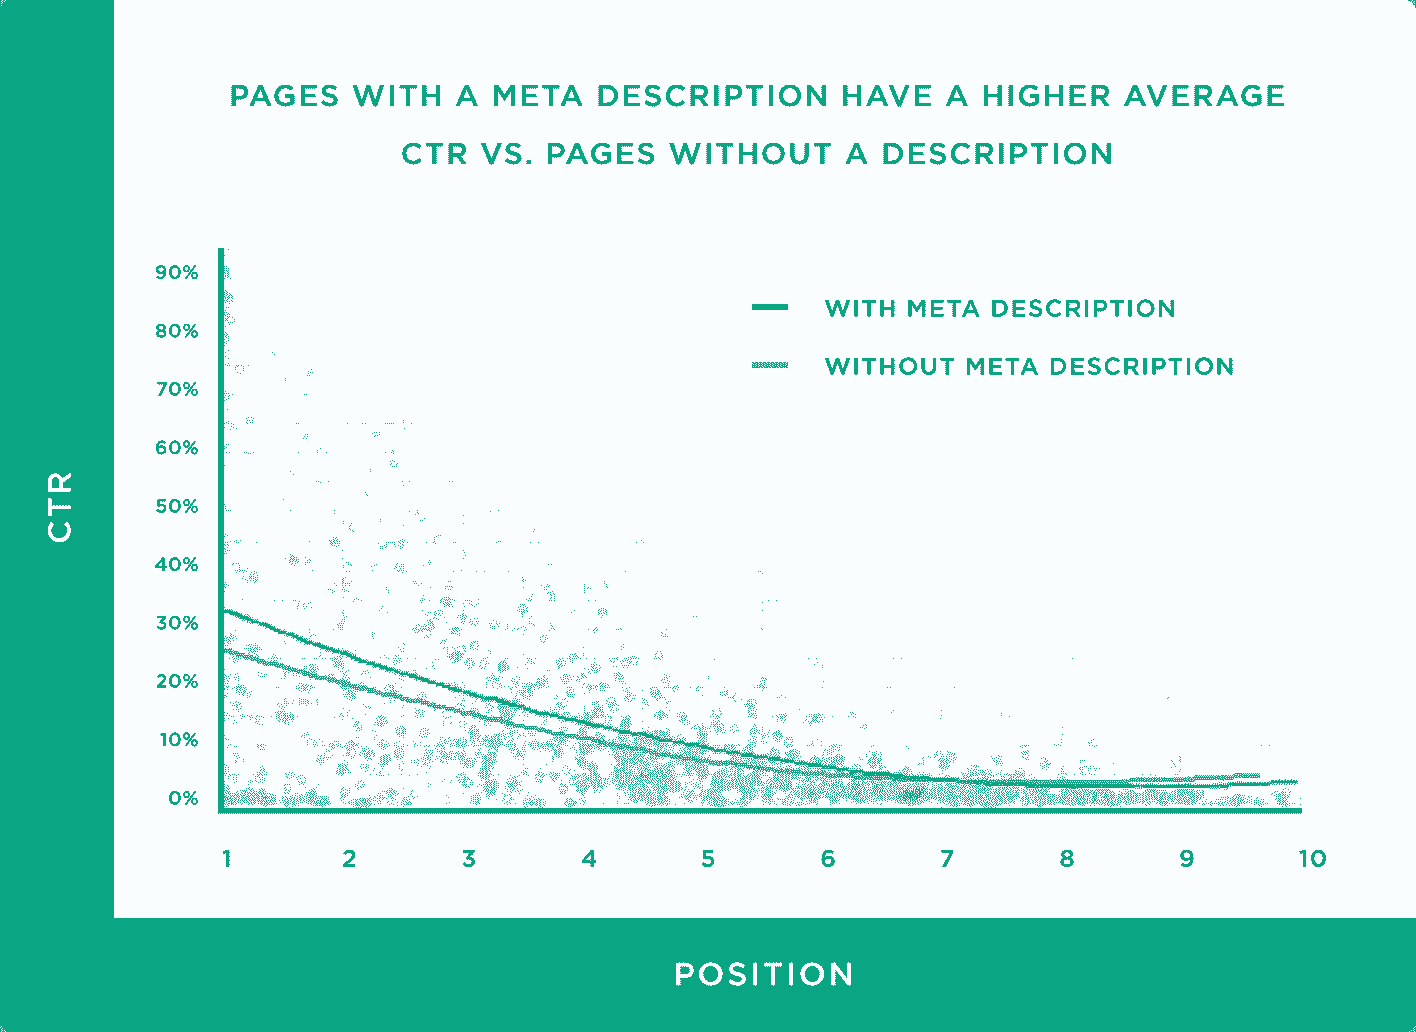 PAGES WITH A META DESCRIPTION HAVE A HIGHER AVERAGE
CTR VS. PAGES WITHOUT A DESCRIPTION
WITH META DESCRIPTION
WITHOUT META DESCRIPTION
CTR
90%
80%
70%
60%
50%
40%
30%
20%
10%
0%
1 2 3 4 5 6 7 8 9 10
POSITION